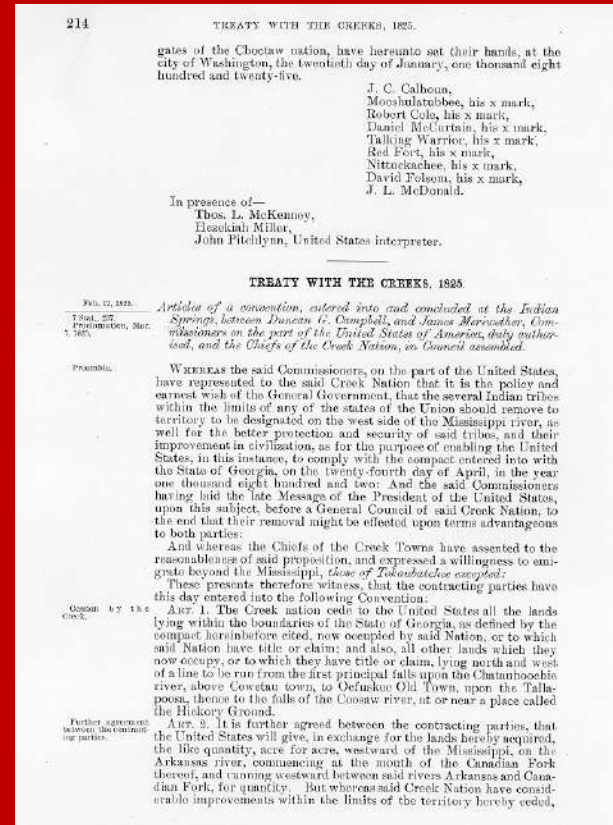 214
TREATY WITH THE CREEKS, 1825.
gates of the Choctaw nation, have hereunto set their hands, at the
city of Washington, the twentieth day of January, one thousand eight
hundred and twenty-five.
J. C. Calhoun,
Mooshulatubbee, his x mark,
Robert Cole, his x mark,
Daniel McCurtain, his x mark,
Talking Warrior, his x mark,
Red Fort, his x mark,
Nittuckachee, his x mark,
David Folsom, his x mark,
J. L. McDonald.
In presence of—
Thos. L. McKenney,
Hezekiah Miller,
John Pitchlynn, United States interpreter.
TREATY WITH THE CREEKS, 1825.
Feb. 12, 1825.
7 Stat., 237.
Proclamation, Mar.
7, 1825.
Articles of a convention, entered into and concluded at the Indian
Springs, between Duncan G. Campbell, and James Meriwether, Com-
missioners on the part of the United States of America, duly author-
ised, and the Chiefs of the Creek Nation, in Council assembled.
Preamble.
WHEREAS the said Commissioners, on the part of the United States,
have represented to the said Creek Nation that it is the policy and
earnest wish of the General Government, that the several Indian tribes
within the limits of any of the states of the Union should remove to
territory to be designated on the west side of the Mississippi river, as
well for the better protection and security of said tribes, and their
improvement in civilization, as for the purpose of enabling the United
States, in this instance, to comply with the compact entered into with
the State of Georgia, on the twenty-fourth day of April, in the year
one thousand eight hundred and two: And the said Commissioners
having laid the late Message of the President of the United States,
upon this subject, before a General Council of said Creek Nation, to
the end that their removal might be effected upon terms advantageous
to both parties:
And whereas the Chiefs of the Creek Towns have assented to the
reasonableness of said proposition, and expressed a willingness to emi-
grate beyond the Mississippi, those of Tokaubatchee excepted:
These presents therefore witness, that the contracting parties have
this day entered into the following Convention:
Cession by the
Creek.
ART. 1. The Creek nation cede to the United States all the lands
lying within the boundaries of the State of Georgia, as defined by the
compact hereinbefore cited, now occupied by said Nation, or to which
said Nation have title or claim; and also, all other lands which they
now occupy, or to which they have title or claim, lying north and west
of a line to be run from the first principal falls upon the Chatauhoochie
river, above Cowetau town, to Ocfuskee Old Town, upon the Talla-
poosa, thence to the falls of the Coosaw river, at or near a place called
the Hickory Ground.
Further agreement
between the contract-
ing parties.
ART. 2. It is further agreed between the contracting parties, that
the United States will give, in exchange for the lands hereby acquired,
the like quantity, acre for acre, westward of the Mississippi, on the
Arkansas river, commencing at the mouth of the Canadian Fork
thereof, and running westward between said rivers Arkansas and Cana-
dian Fork, for quantity. But whereas said Creek Nation have consid-
erable improvements within the limits of the territory hereby ceded,